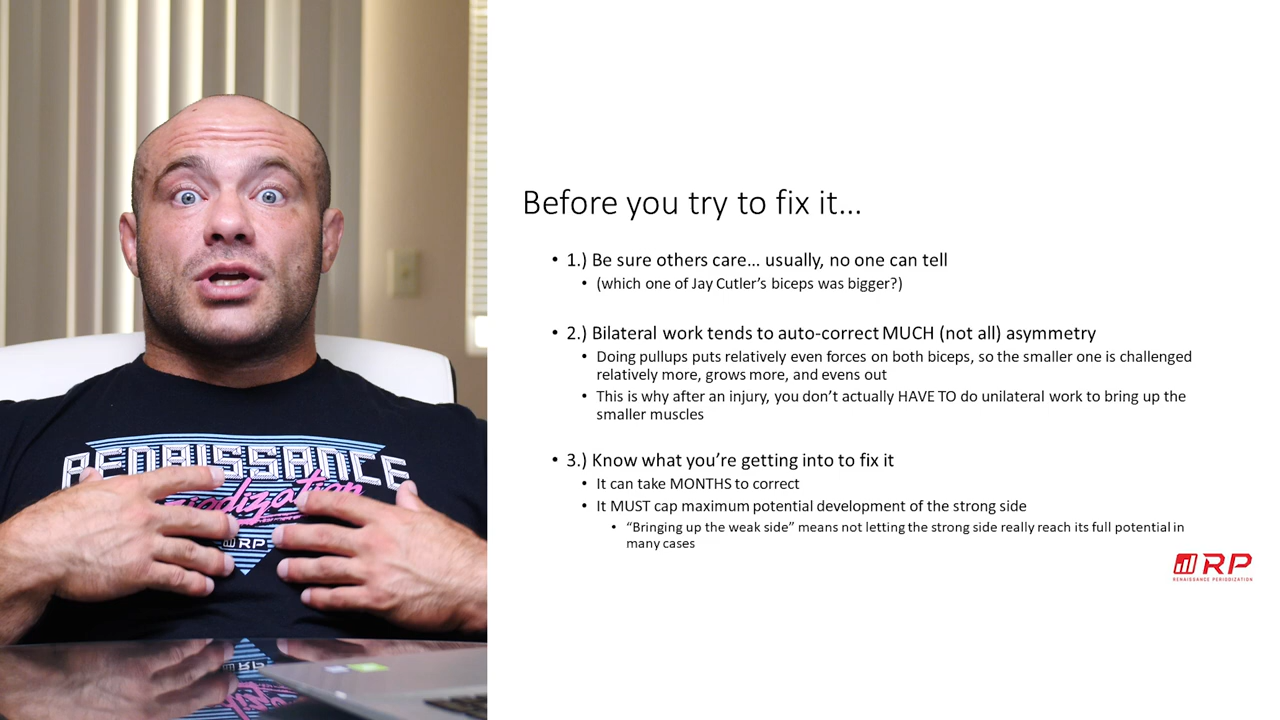 RENAISSANCE
RP
Before you try to fix it...
• 1.) Be sure others care... usually, no one can tell
• (which one of Jay Cutler's biceps was bigger?)
• 2.) Bilateral work tends to auto-correct MUCH (not all) asymmetry
• Doing pullups puts relatively even forces on both biceps, so the smaller one is challenged
relatively more, grows more, and evens out
• This is why after an injury, you don't actually HAVE TO do unilateral work to bring up the
smaller muscles
• 3.) Know what you're getting into to fix it
• It can take MONTHS to correct
• It MUST cap maximum potential development of the strong side
• “Bringing up the weak side” means not letting the strong side really reach its full potential in
many cases
RP
RENAISSANCE PERIODIZATION